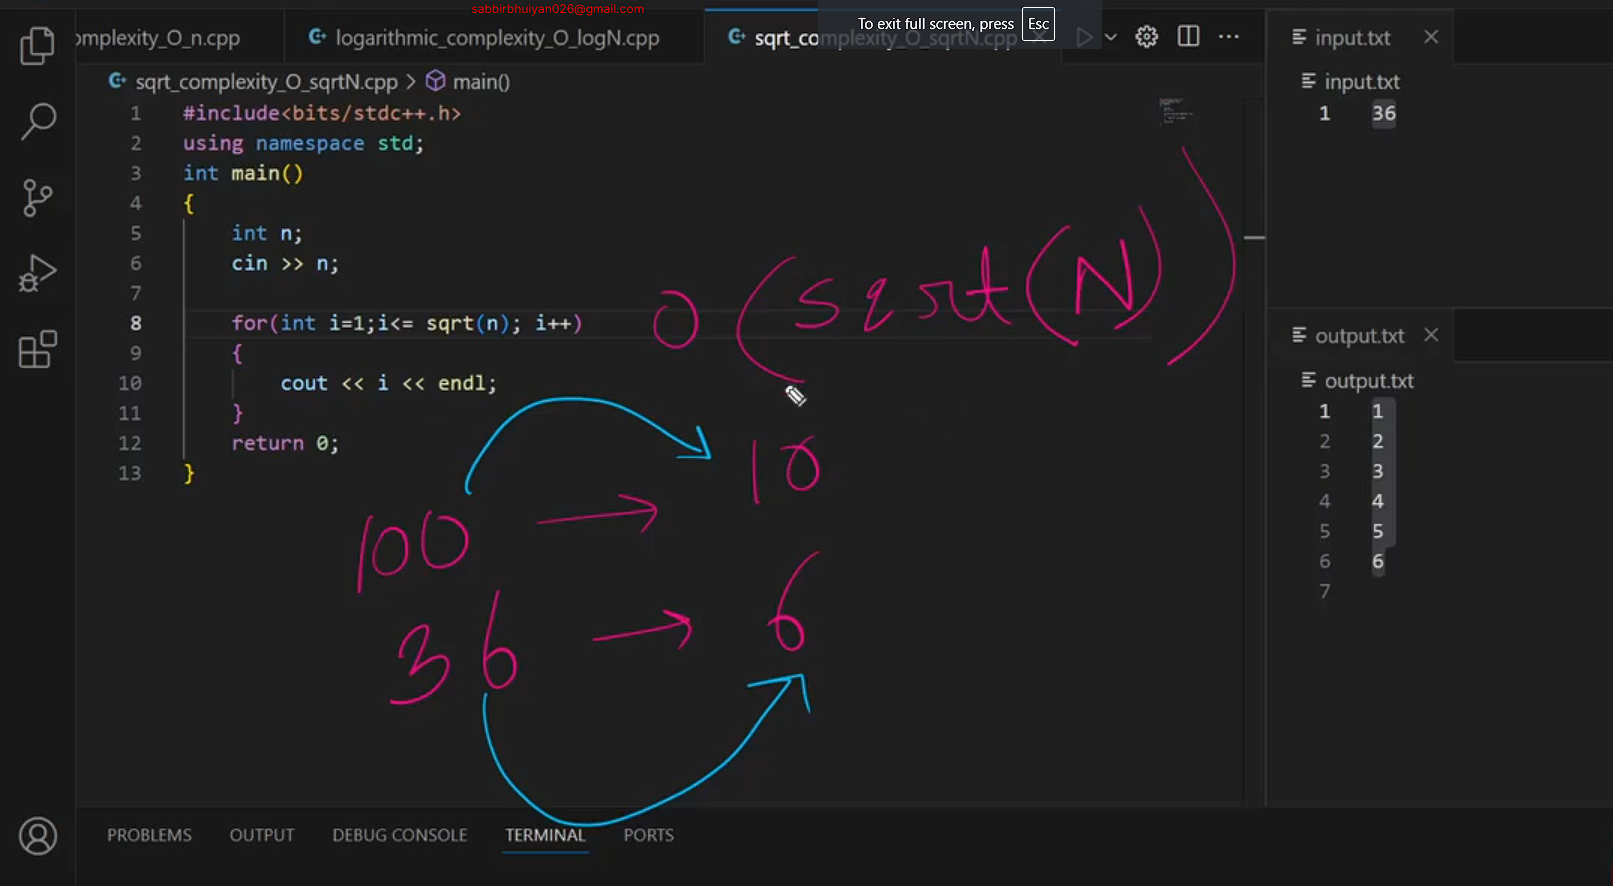 sabbirbhuiyan026@gmail.com
To exit full screen, press Esc
omplexity_O_n.cpp
logarithmic_complexity_O_logN.cpp
sqrt_complexity_O_sqrtN.cpp
sqrt_complexity_O_sqrtN.cpp > main()
1 #include<bits/stdc++.h>
2 using namespace std;
3 int main()
4 {
5 int n;
6 cin >> n;
7
8 for(int i=1;i<= sqrt(n); i++)
9 {
10 cout << i << endl;
11 }
12 return 0;
13 }
O (sqrt(N))
100 → 10
36 → 6
input.txt
input.txt
1 36
output.txt
output.txt
1 1
2 2
3 3
4 4
5 5
6 6
7
PROBLEMS OUTPUT DEBUG CONSOLE TERMINAL PORTS